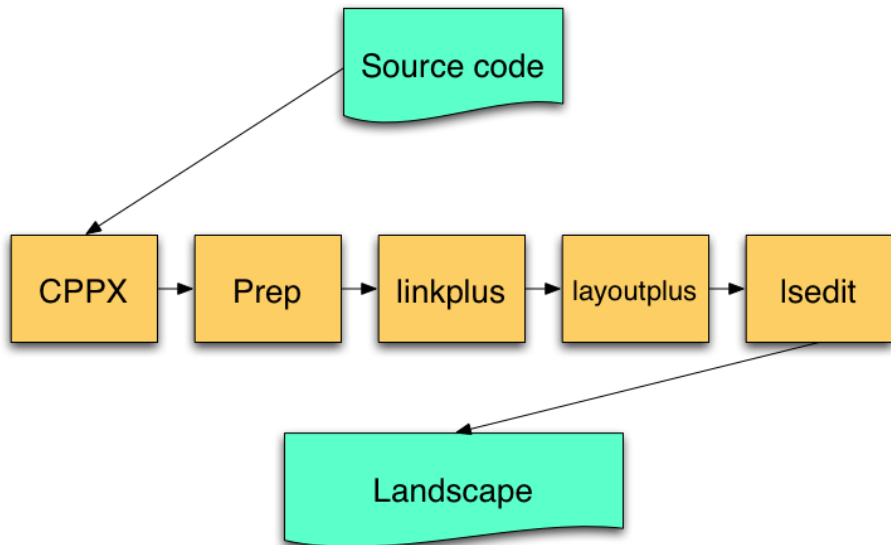 Source code
CPPX
Prep
linkplus
layoutplus
lsedit
Landscape